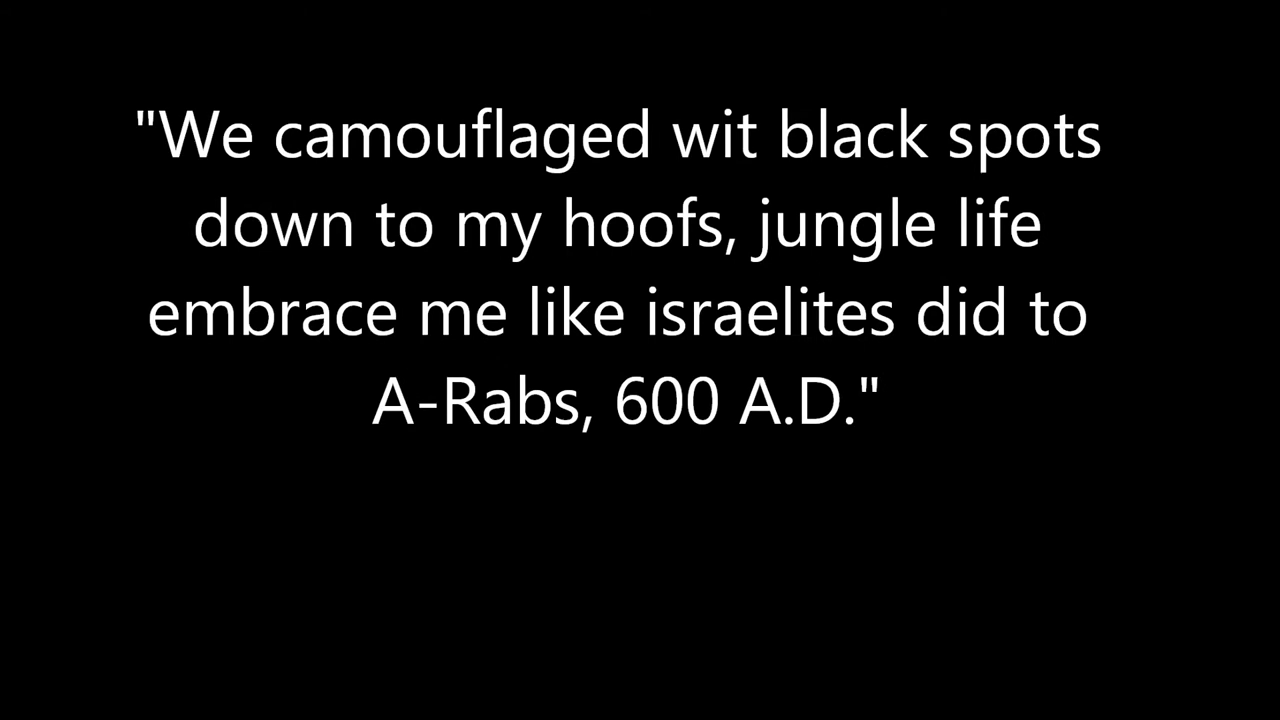 "We camouflaged wit black spots
down to my hoofs, jungle life
embrace me like israelites did to
A-Rabs, 600 A.D."